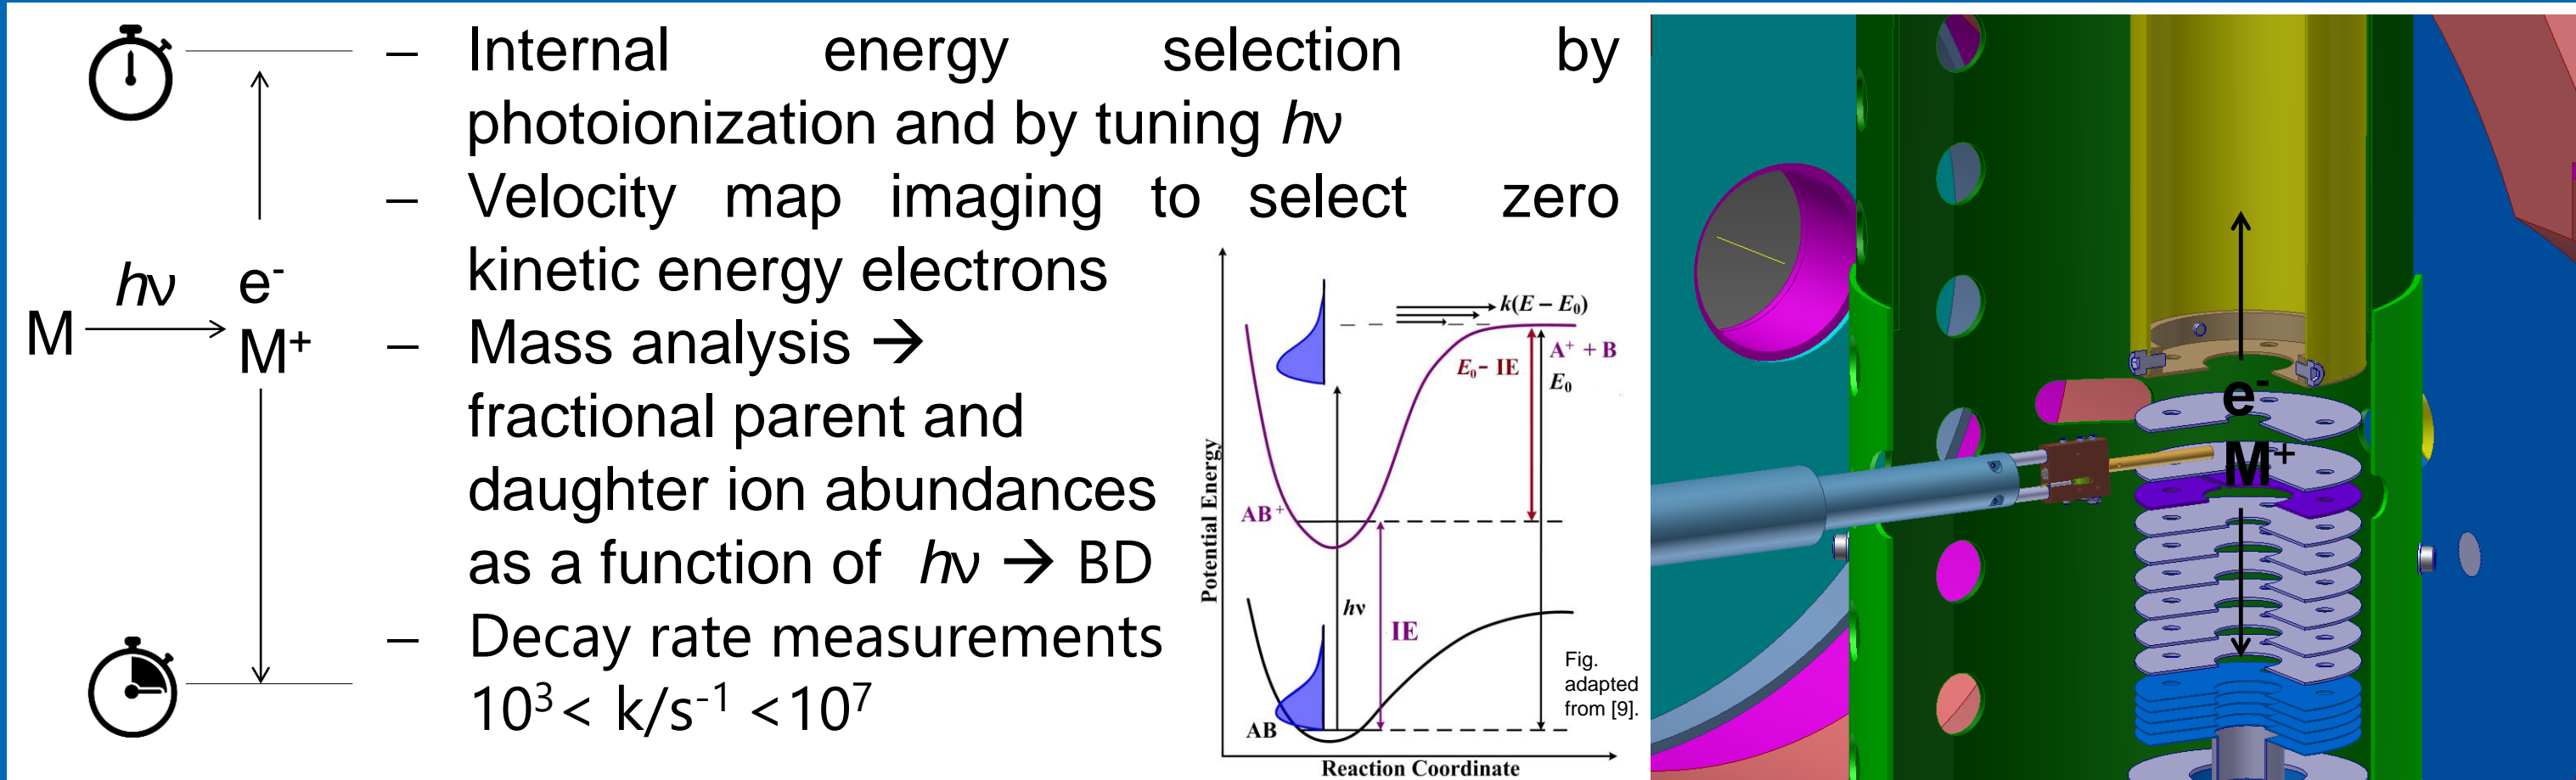 – Internal energy selection by
photoionization and by tuning hν
– Velocity map imaging to select zero
kinetic energy electrons
– Mass analysis →
fractional parent and
daughter ion abundances
as a function of hν → BD
– Decay rate measurements
10³ < k/s⁻¹ <10⁷
M
hν
e⁻
M⁺
Potential Energy
k(E – E₀)
A⁺ + B
E₀ – IE
E₀
AB⁺
hν
IE
AB
Reaction Coordinate
Fig.
adapted
from [9].
e⁻
M⁺